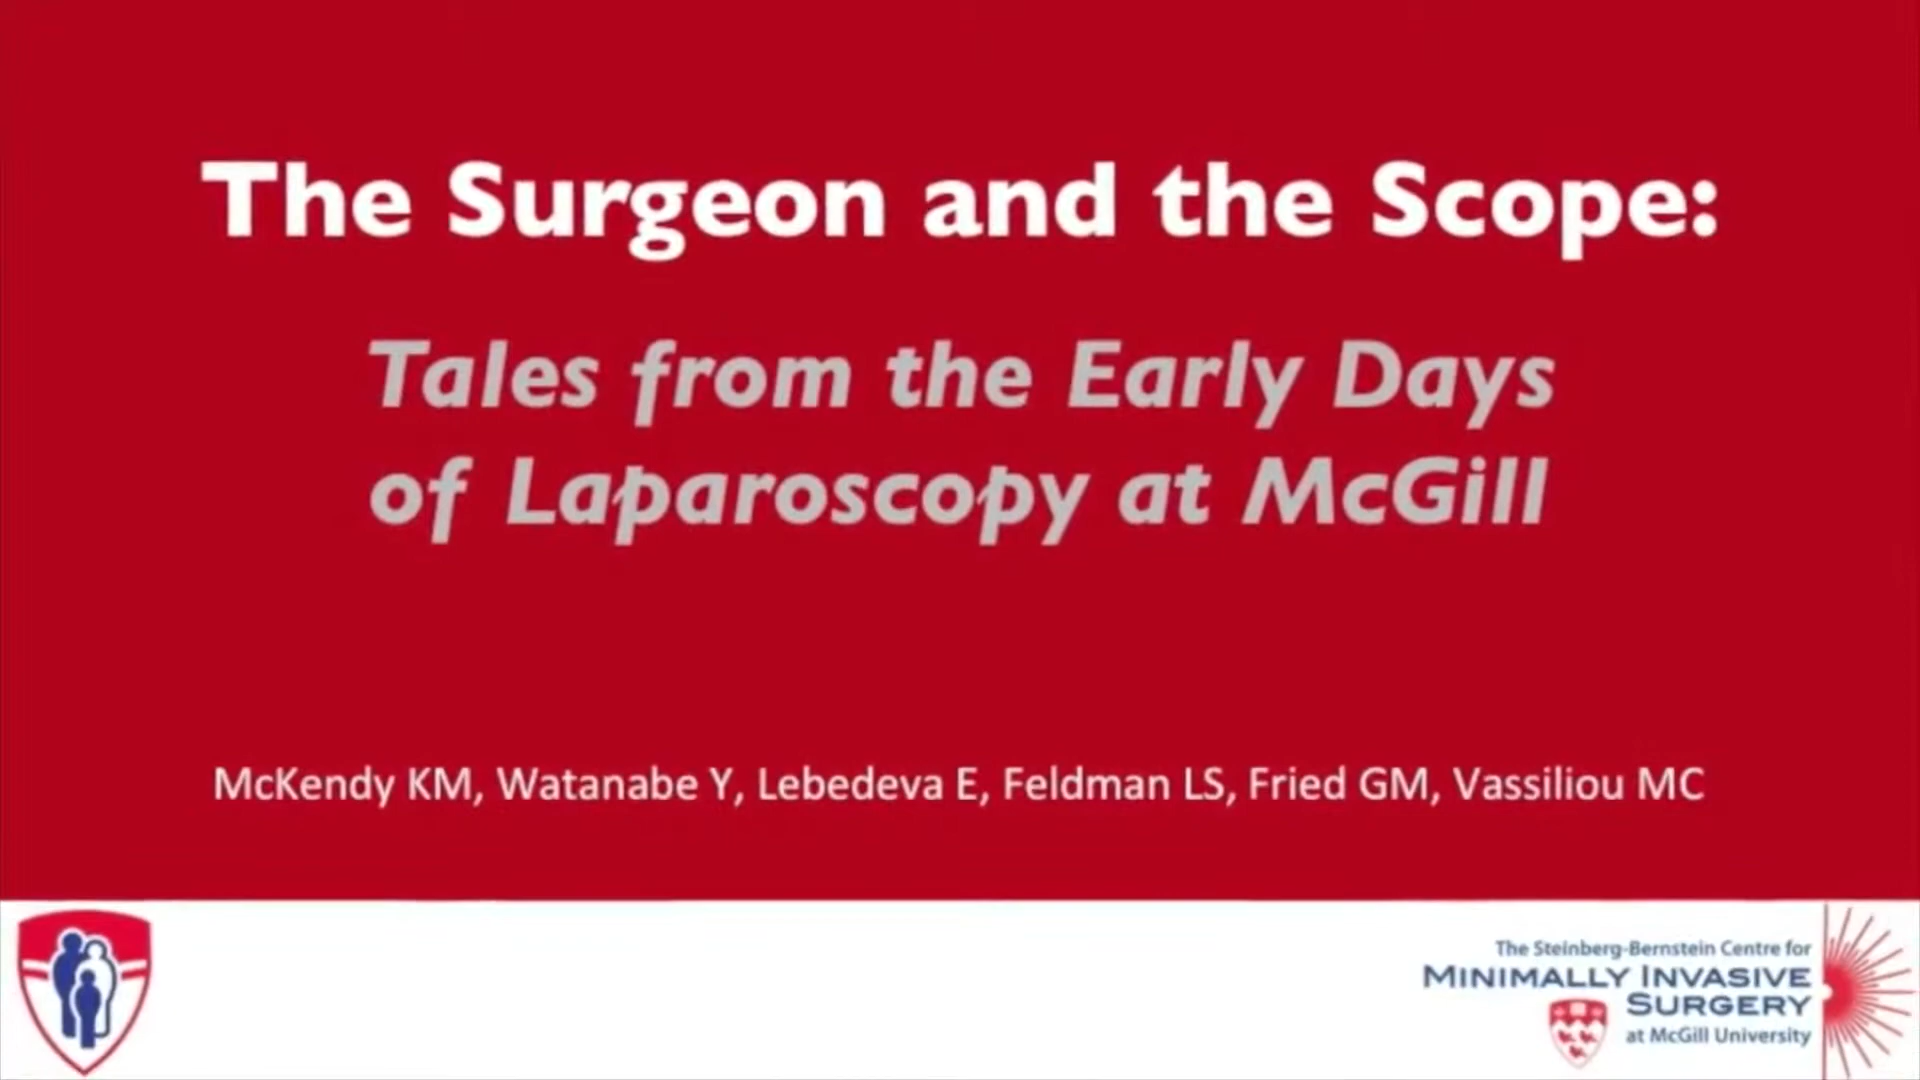 The Surgeon and the Scope:
Tales from the Early Days
of Laparoscopy at McGill
McKendy KM, Watanabe Y, Lebedeva E, Feldman LS, Fried GM, Vassiliou MC
The Steinberg-Bernstein Centre for
MINIMALLY INVASIVE
SURGERY
at McGill University